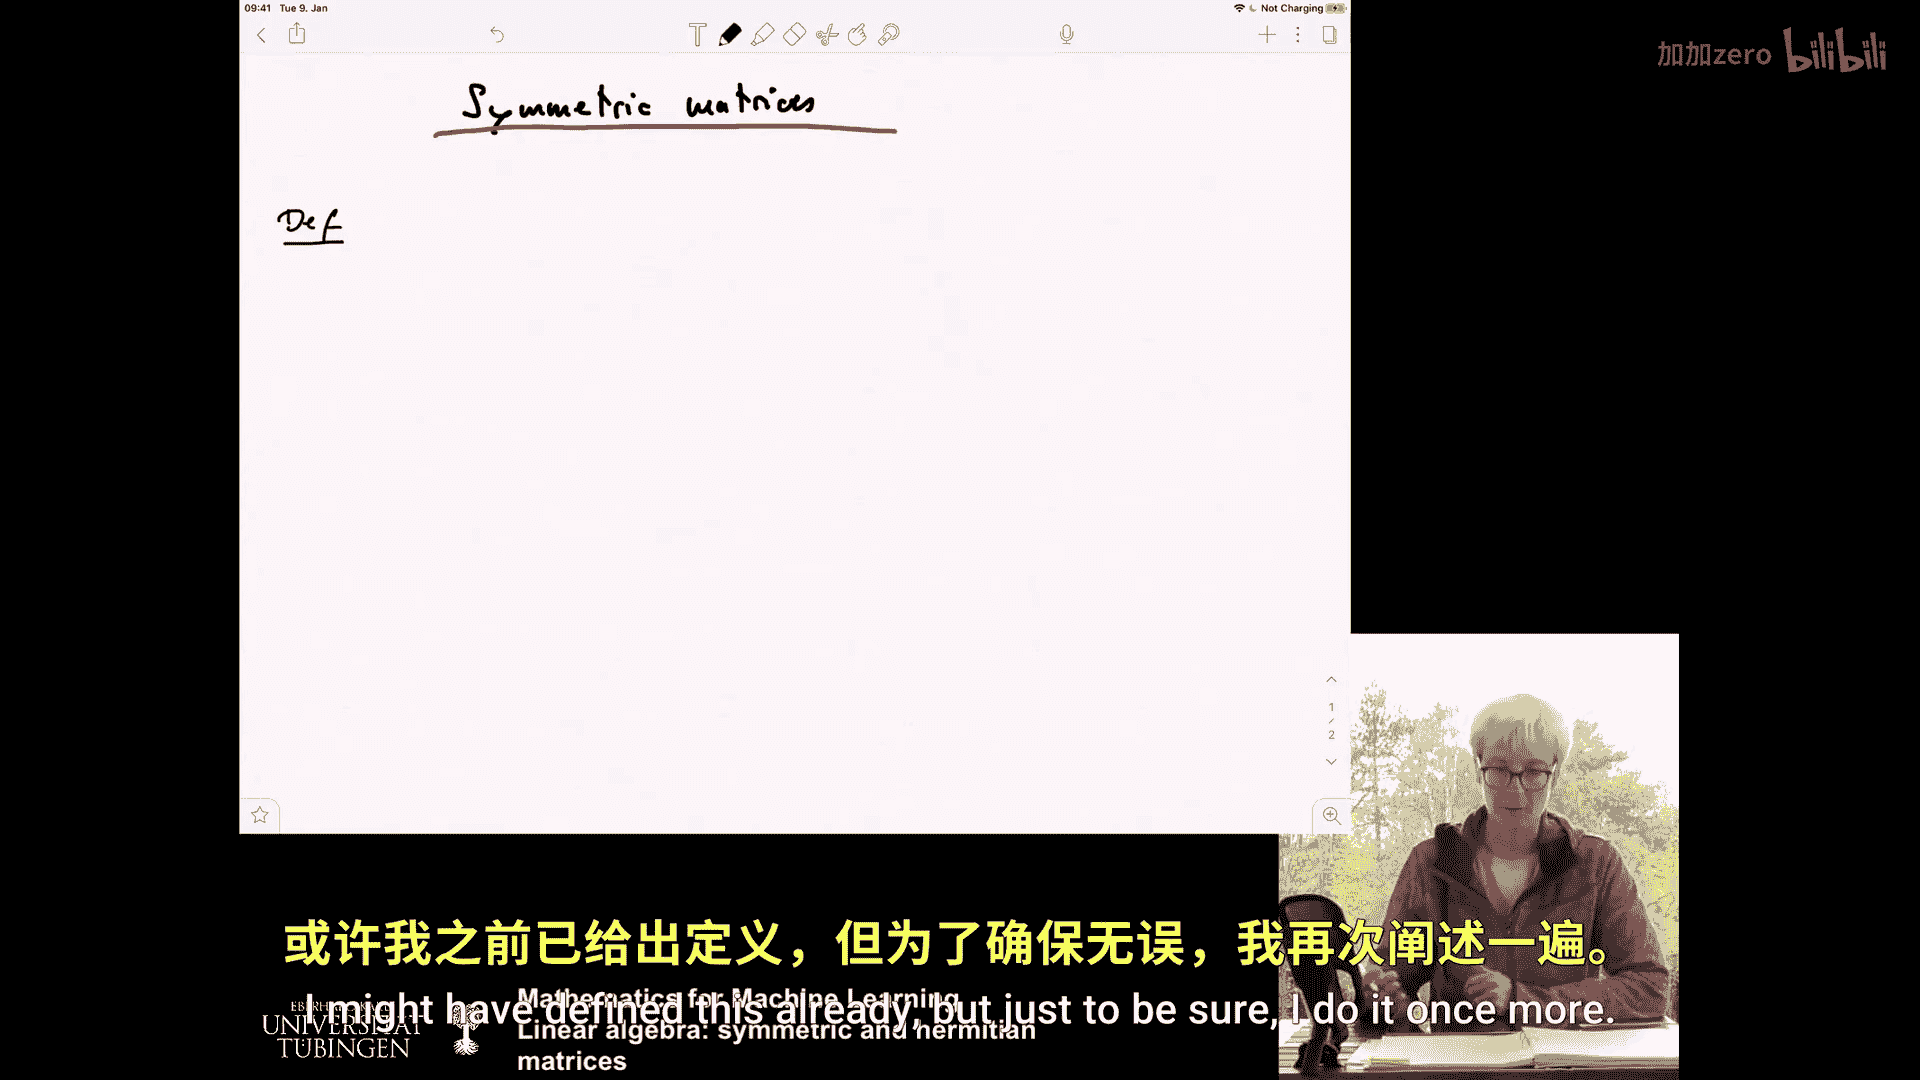 09:41 Tue 9. Jan
Not Charging
加加zero bilibili
Symmetric matrices
Def
1
/
2
或许我之前已给出定义，但为了确保无误，我再次阐述一遍。
I might have defined this already, but just to be sure, I do it once more.
EBERHARD KARLS
UNIVERSITÄT
TÜBINGEN
Mathematics for Machine Learning
Linear algebra: symmetric and hermitian
matrices